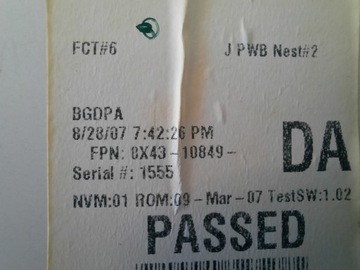 FCT#6 J PWB Nest#2
BGDPA
8/28/07 7:42:26 PM
FPN: 8X43-10849-
Serial #: 1555
DA
NVM:01 ROM:09-Mar-07 TestSW:1.02
PASSED